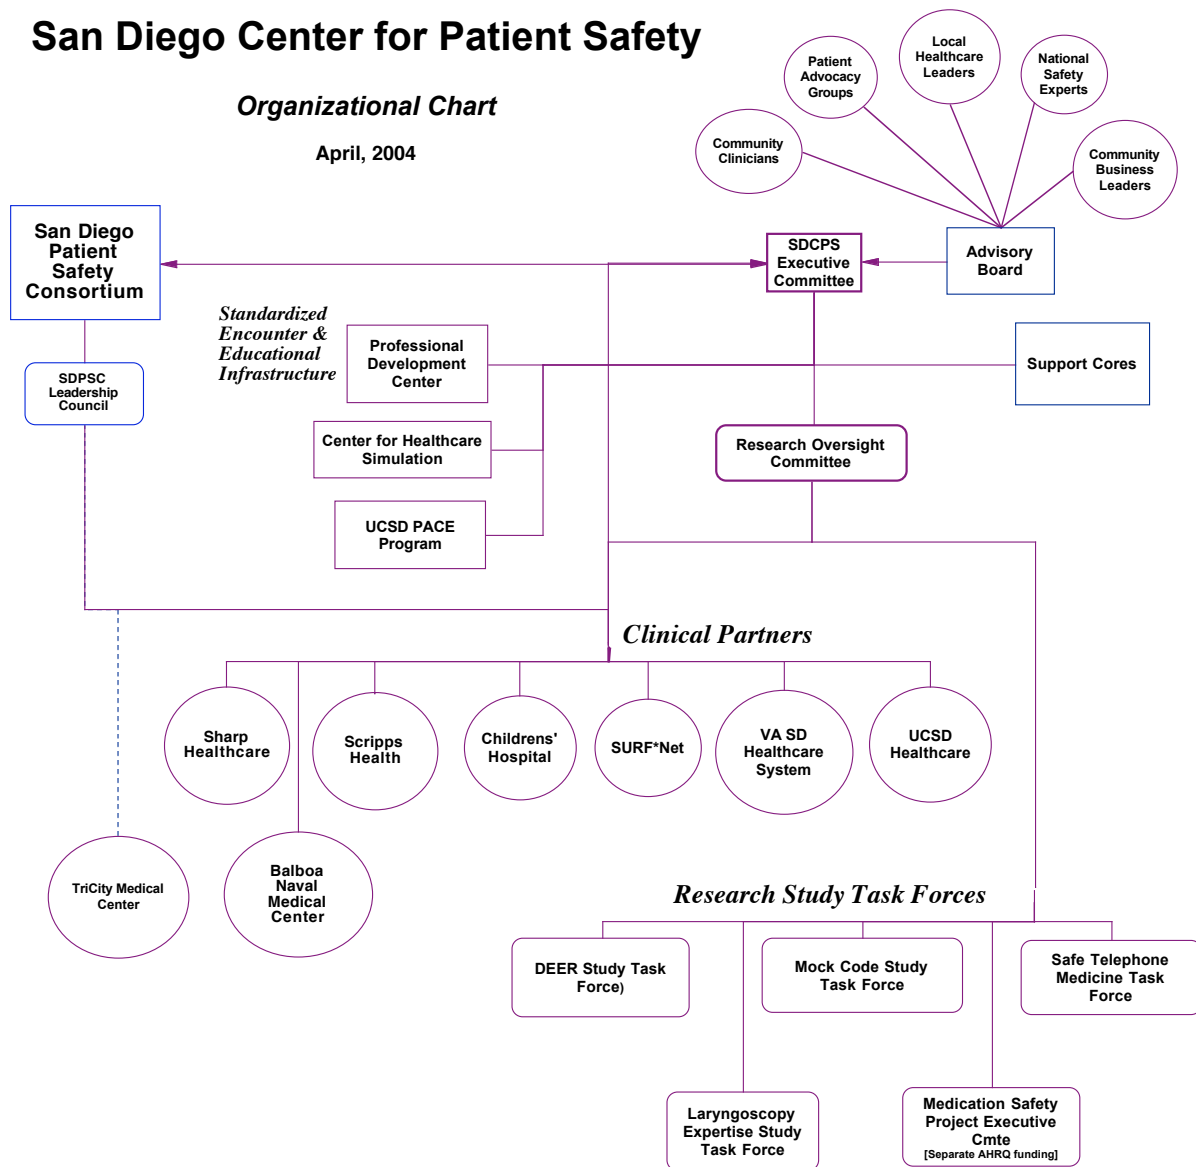 San Diego Center for Patient Safety
Organizational Chart
April, 2004
Community
Clinicians
Patient
Advocacy
Groups
Local
Healthcare
Leaders
National
Safety
Experts
Community
Business
Leaders
San Diego
Patient
Safety
Consortium
SDCPS
Executive
Committee
Advisory
Board
Standardized
Encounter &
Educational
Infrastructure
Professional
Development
Center
Support Cores
SDPSC
Leadership
Council
Center for Healthcare
Simulation
Research Oversight
Committee
UCSD PACE
Program
Clinical Partners
Sharp
Healthcare
Scripps
Health
Childrens'
Hospital
SURF*Net
VA SD
Healthcare
System
UCSD
Healthcare
TriCity Medical
Center
Balboa
Naval
Medical
Center
Research Study Task Forces
DEER Study Task
Force)
Mock Code Study
Task Force
Safe Telephone
Medicine Task
Force
Laryngoscopy
Expertise Study
Task Force
Medication Safety
Project Executive
Cmte
[Separate AHRQ funding]